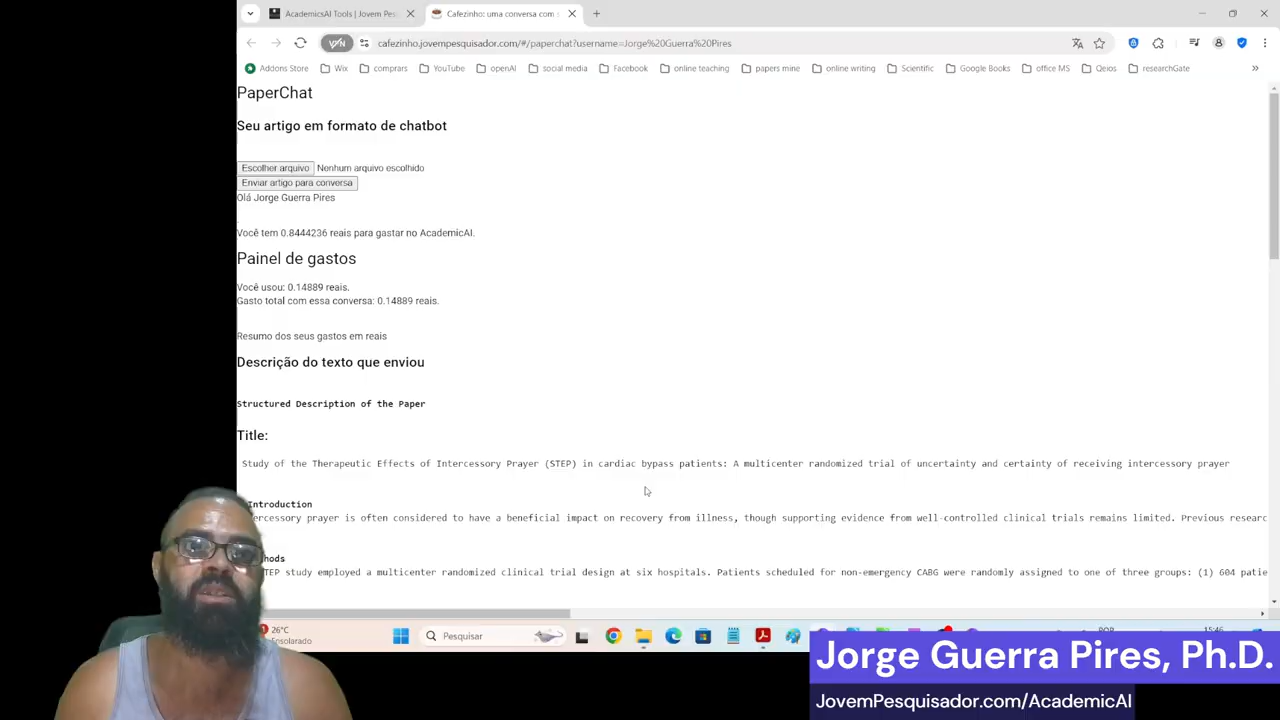 AcademicsAI Tools | Jovem Pes
Cafezinho: uma conversa com
VPN
cafezinho.jovempesquisador.com/#/paperchat?username=Jorge%20Guerra%20Pires
Addons Store
Wix
comprars
YouTube
openAI
social media
Facebook
online teaching
papers mine
online writing
Scientific
Google Books
office MS
Qeios
researchGate
PaperChat
Seu artigo em formato de chatbot
Escolher arquivo Nenhum arquivo escolhido
Enviar artigo para conversa
Olá Jorge Guerra Pires
Você tem 0.8444236 reais para gastar no AcademicAI.
Painel de gastos
Você usou: 0.14889 reais.
Gasto total com essa conversa: 0.14889 reais.
Resumo dos seus gastos em reais
Descrição do texto que enviou
Structured Description of the Paper
Title:
Study of the Therapeutic Effects of Intercessory Prayer (STEP) in cardiac bypass patients: A multicenter randomized trial of uncertainty and certainty of receiving intercessory prayer
Introduction
ercessory prayer is often considered to have a beneficial impact on recovery from illness, though supporting evidence from well-controlled clinical trials remains limited. Previous researc
hods
TEP study employed a multicenter randomized clinical trial design at six hospitals. Patients scheduled for non-emergency CABG were randomly assigned to one of three groups: (1) 604 patie
26°C
Ensolarado
Pesquisar
POR
15:46
Jorge Guerra Pires, Ph.D.
JovemPesquisador.com/AcademicAI